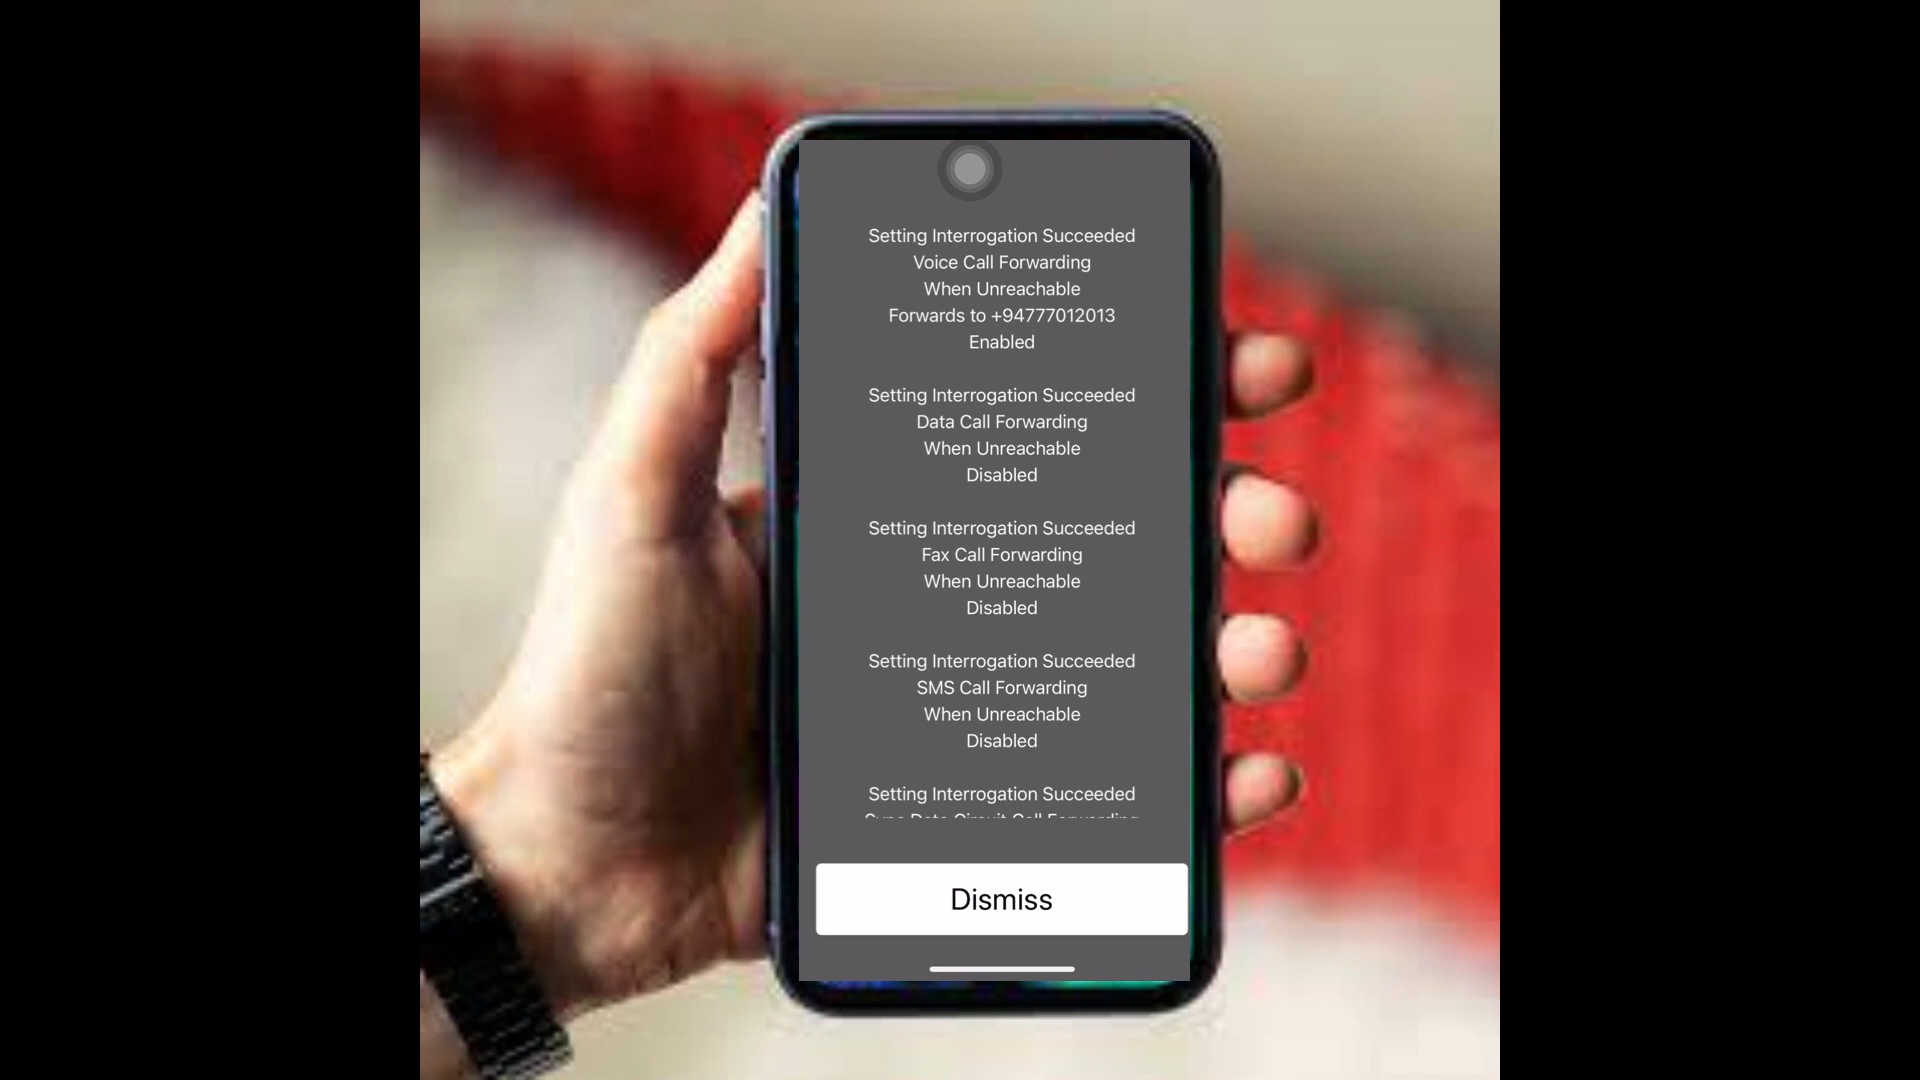 Setting Interrogation Succeeded
Voice Call Forwarding
When Unreachable
Forwards to +94777012013
Enabled
Setting Interrogation Succeeded
Data Call Forwarding
When Unreachable
Disabled
Setting Interrogation Succeeded
Fax Call Forwarding
When Unreachable
Disabled
Setting Interrogation Succeeded
SMS Call Forwarding
When Unreachable
Disabled
Setting Interrogation Succeeded
Sync Data Circuit Call Forwarding
Dismiss